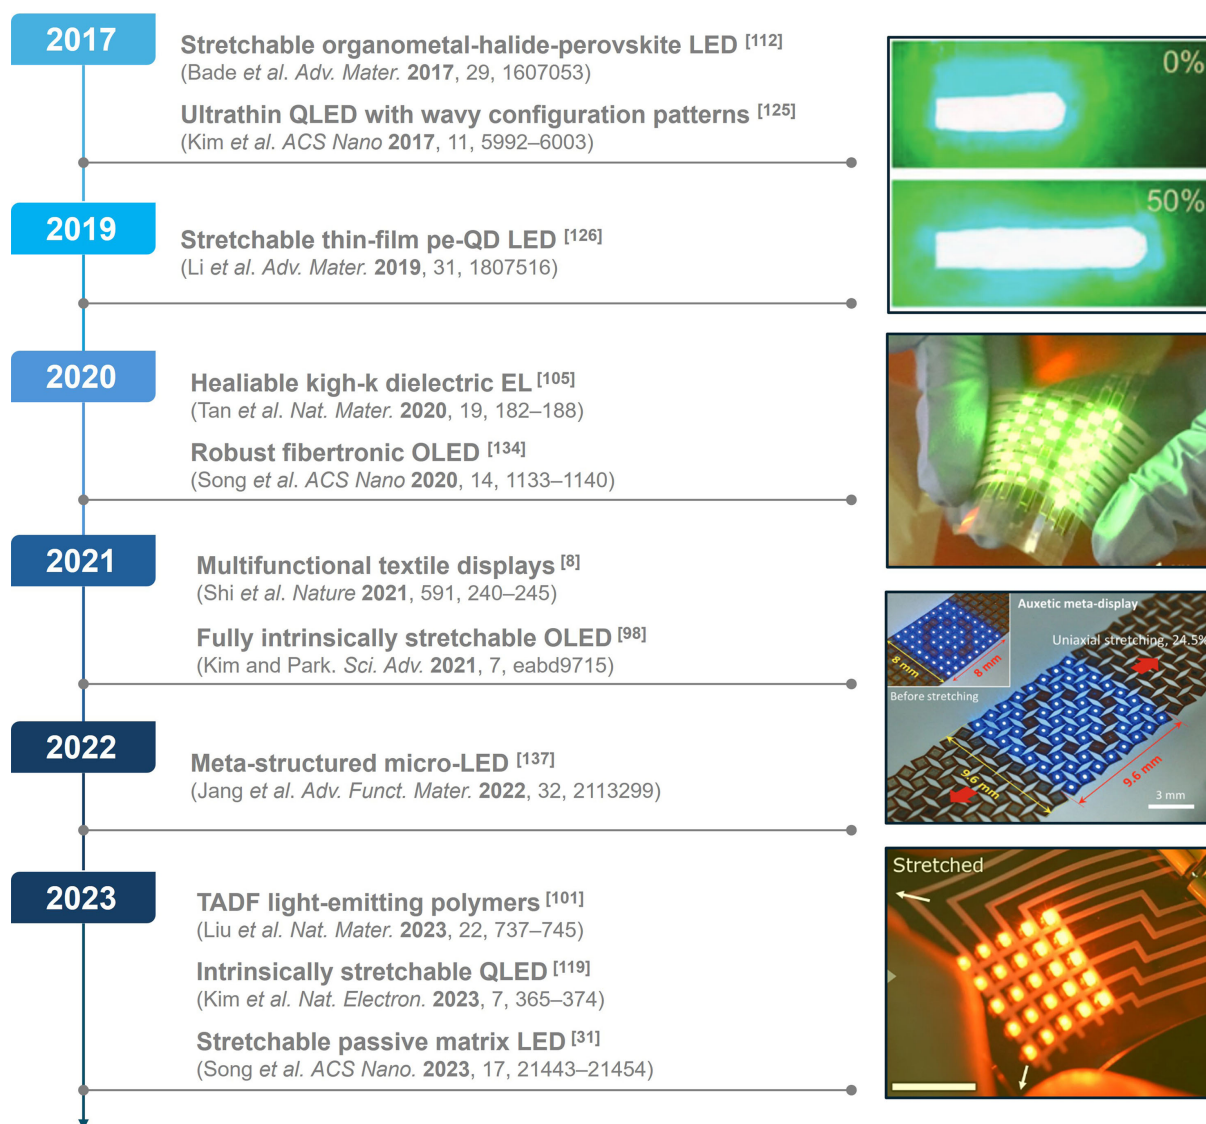 2017
Stretchable organometal-halide-perovskite LED [112]
(Bade et al. Adv. Mater. 2017, 29, 1607053)
Ultrathin QLED with wavy configuration patterns [125]
(Kim et al. ACS Nano 2017, 11, 5992–6003)
2019
Stretchable thin-film pe-QD LED [126]
(Li et al. Adv. Mater. 2019, 31, 1807516)
2020
Healiable kigh-k dielectric EL [105]
(Tan et al. Nat. Mater. 2020, 19, 182–188)
Robust fibertronic OLED [134]
(Song et al. ACS Nano 2020, 14, 1133–1140)
2021
Multifunctional textile displays [8]
(Shi et al. Nature 2021, 591, 240–245)
Fully intrinsically stretchable OLED [98]
(Kim and Park. Sci. Adv. 2021, 7, eabd9715)
2022
Meta-structured micro-LED [137]
(Jang et al. Adv. Funct. Mater. 2022, 32, 2113299)
2023
TADF light-emitting polymers [101]
(Liu et al. Nat. Mater. 2023, 22, 737–745)
Intrinsically stretchable QLED [119]
(Kim et al. Nat. Electron. 2023, 7, 365–374)
Stretchable passive matrix LED [31]
(Song et al. ACS Nano. 2023, 17, 21443–21454)
0%
50%
Auxetic meta-display
Uniaxial stretching, 24.5%
8 mm
8 mm
Before stretching
9.6 mm
9.6 mm
3 mm
Stretched